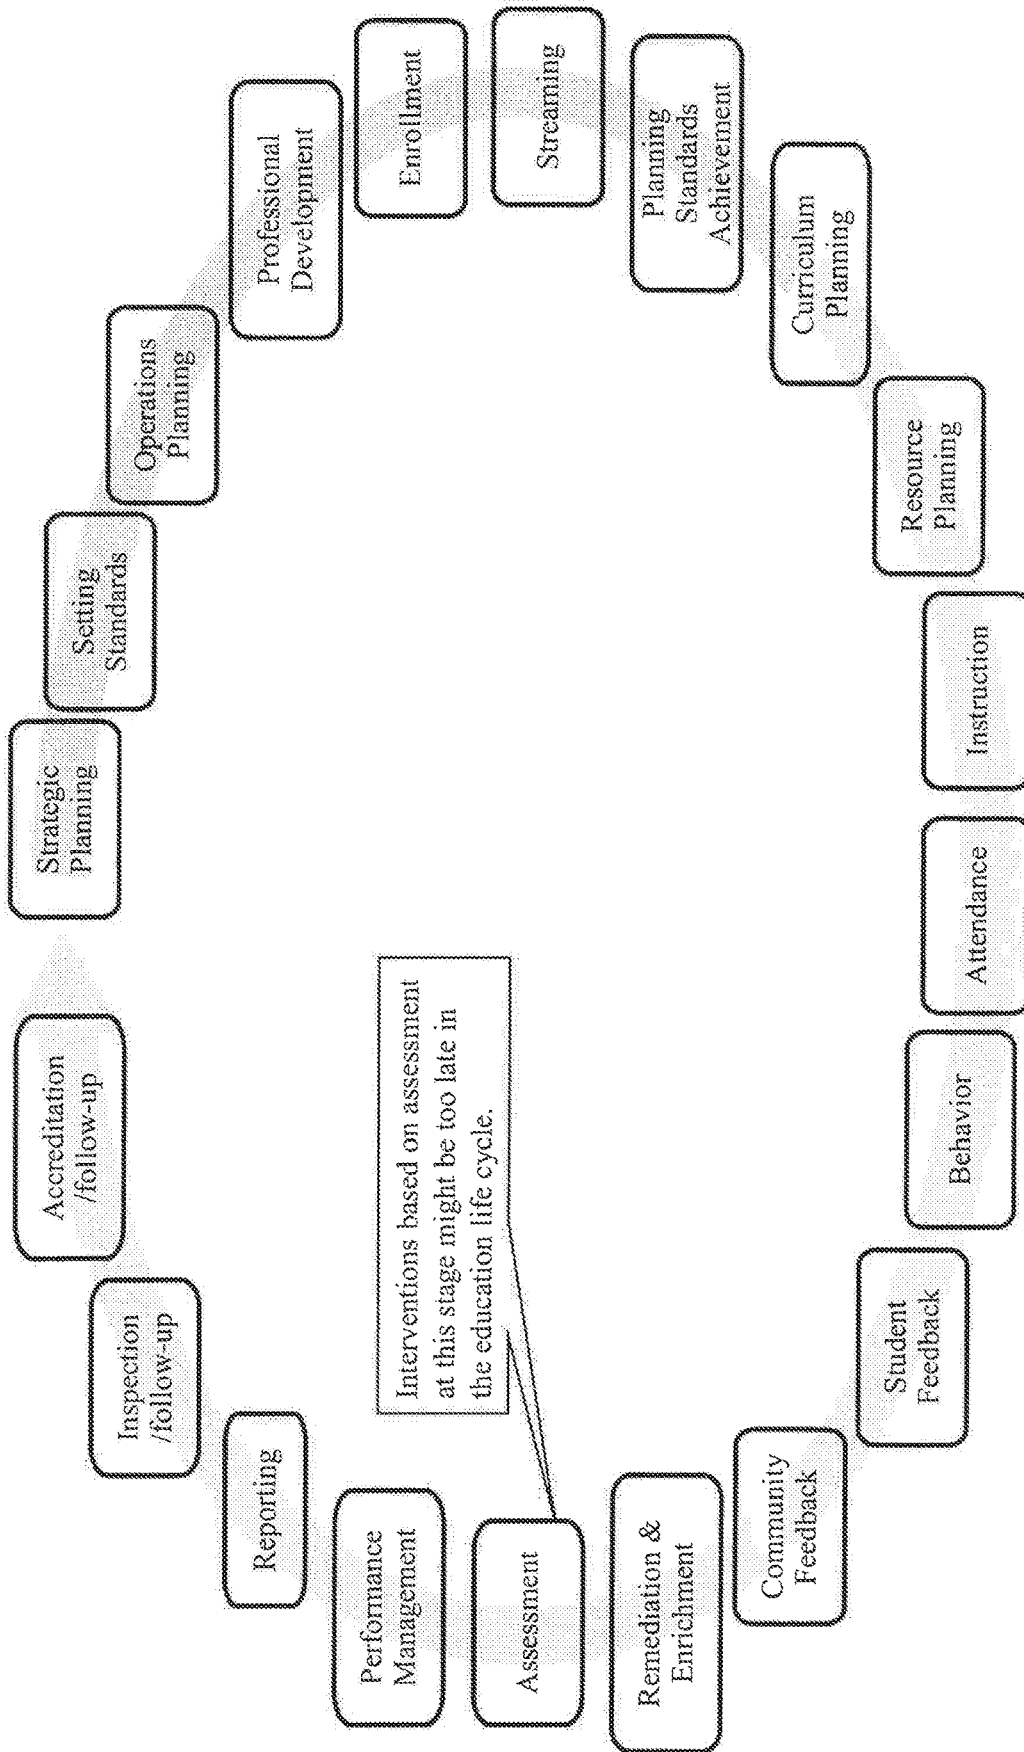 Strategic
Planning
Setting
Standards
Operations
Planning
Professional
Development
Enrollment
Streaming
Planning
Standards
Achievement
Curriculum
Planning
Resource
Planning
Instruction
Attendance
Behavior
Student
Feedback
Community
Feedback
Remediation &
Enrichment
Assessment
Performance
Management
Reporting
Inspection
/follow-up
Accreditation
/follow-up
Interventions based on assessment
at this stage might be too late in
the education life cycle.